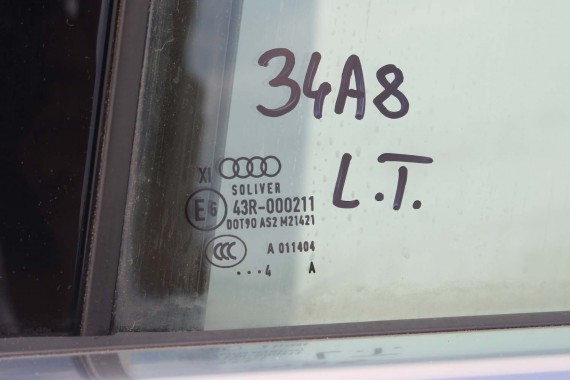 34A8
L.T.
XI
SOLIVER
E6 43R-000211
DOT90 AS2 M21421
CCC A 011404
...4 A